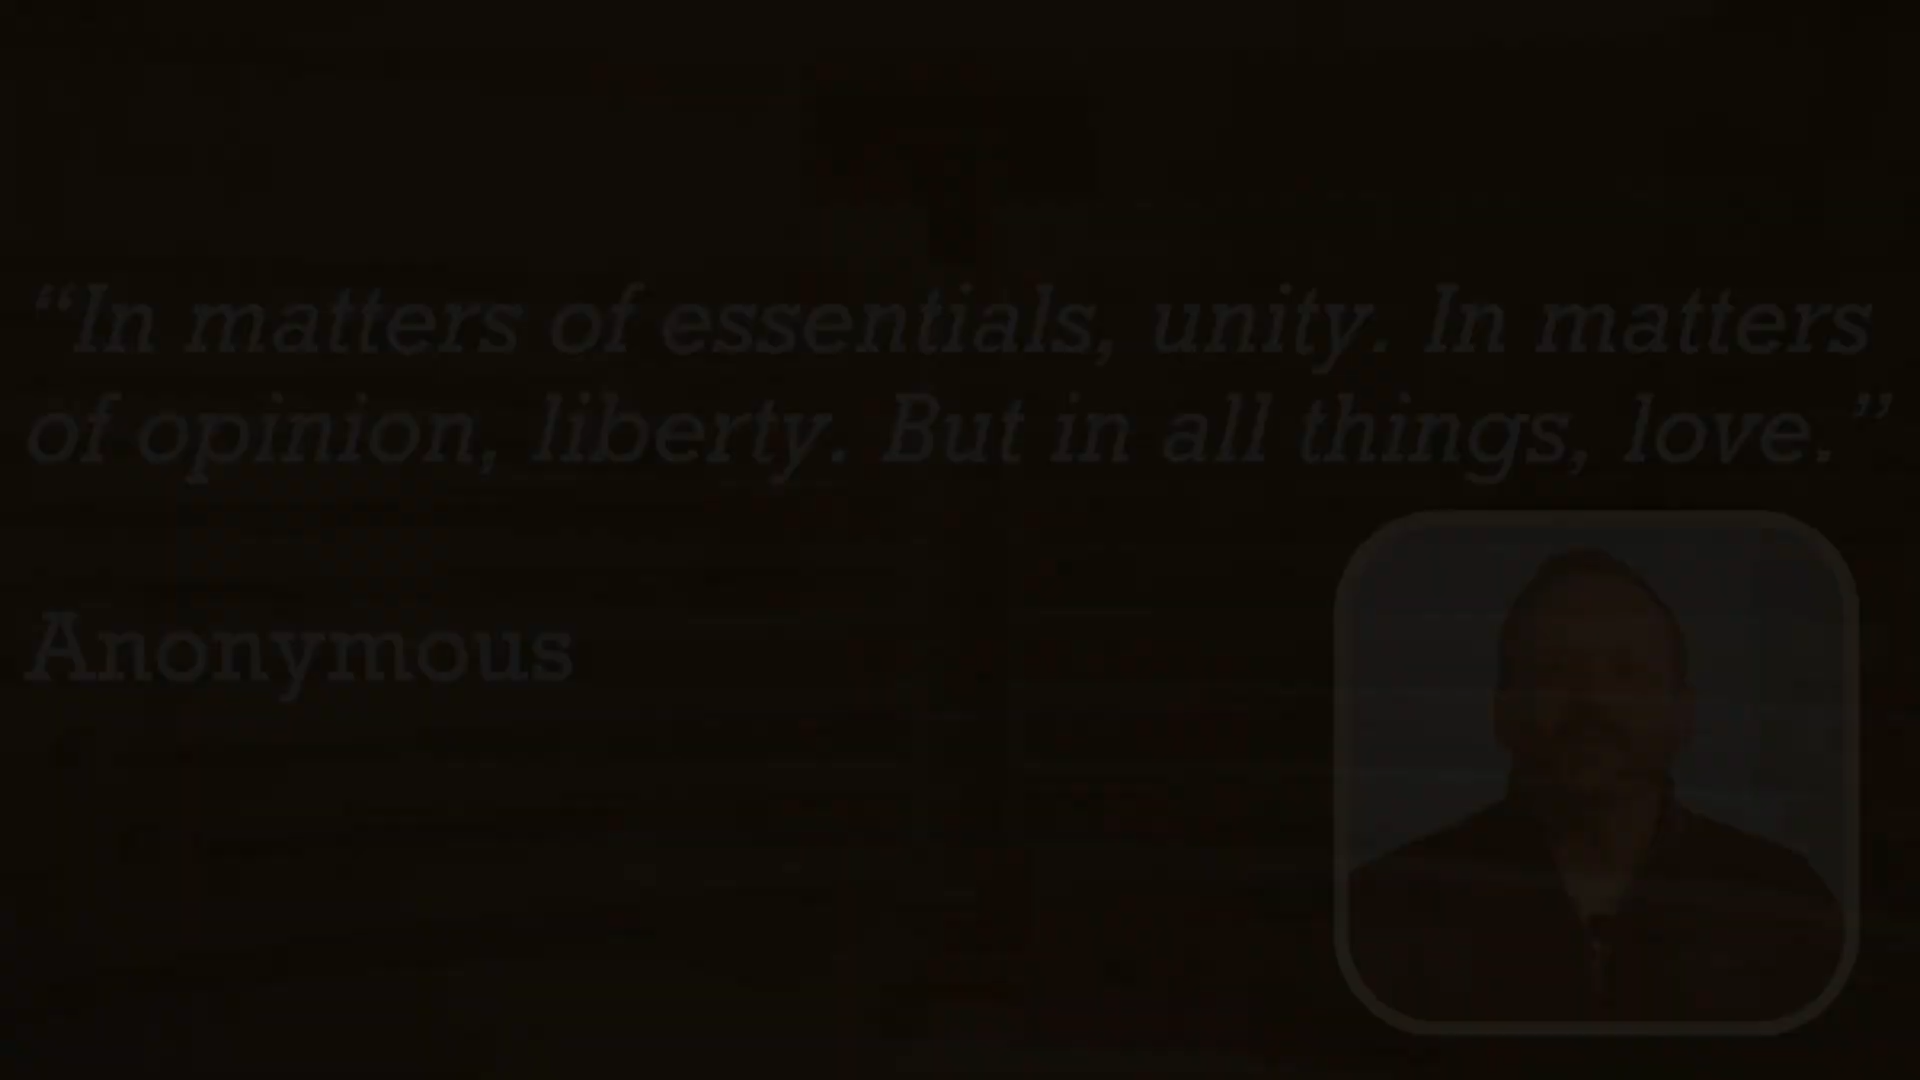 “In matters of essentials, unity. In matters
of opinion, liberty. But in all things, love.”
Anonymous